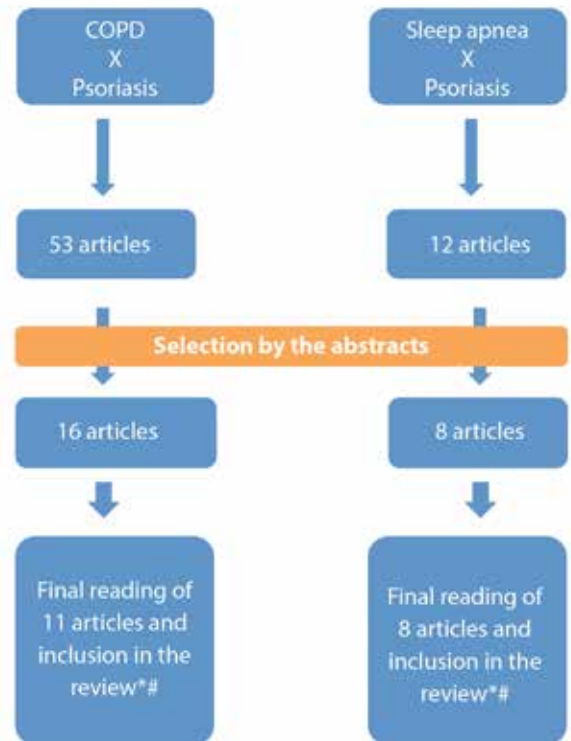 COPD
X
Psoriasis
Sleep apnea
X
Psoriasis
53 articles
12 articles
Selection by the abstracts
16 articles
8 articles
Final reading of
11 articles and
inclusion in the
review*#
Final reading of
8 articles and
inclusion in the
review*#